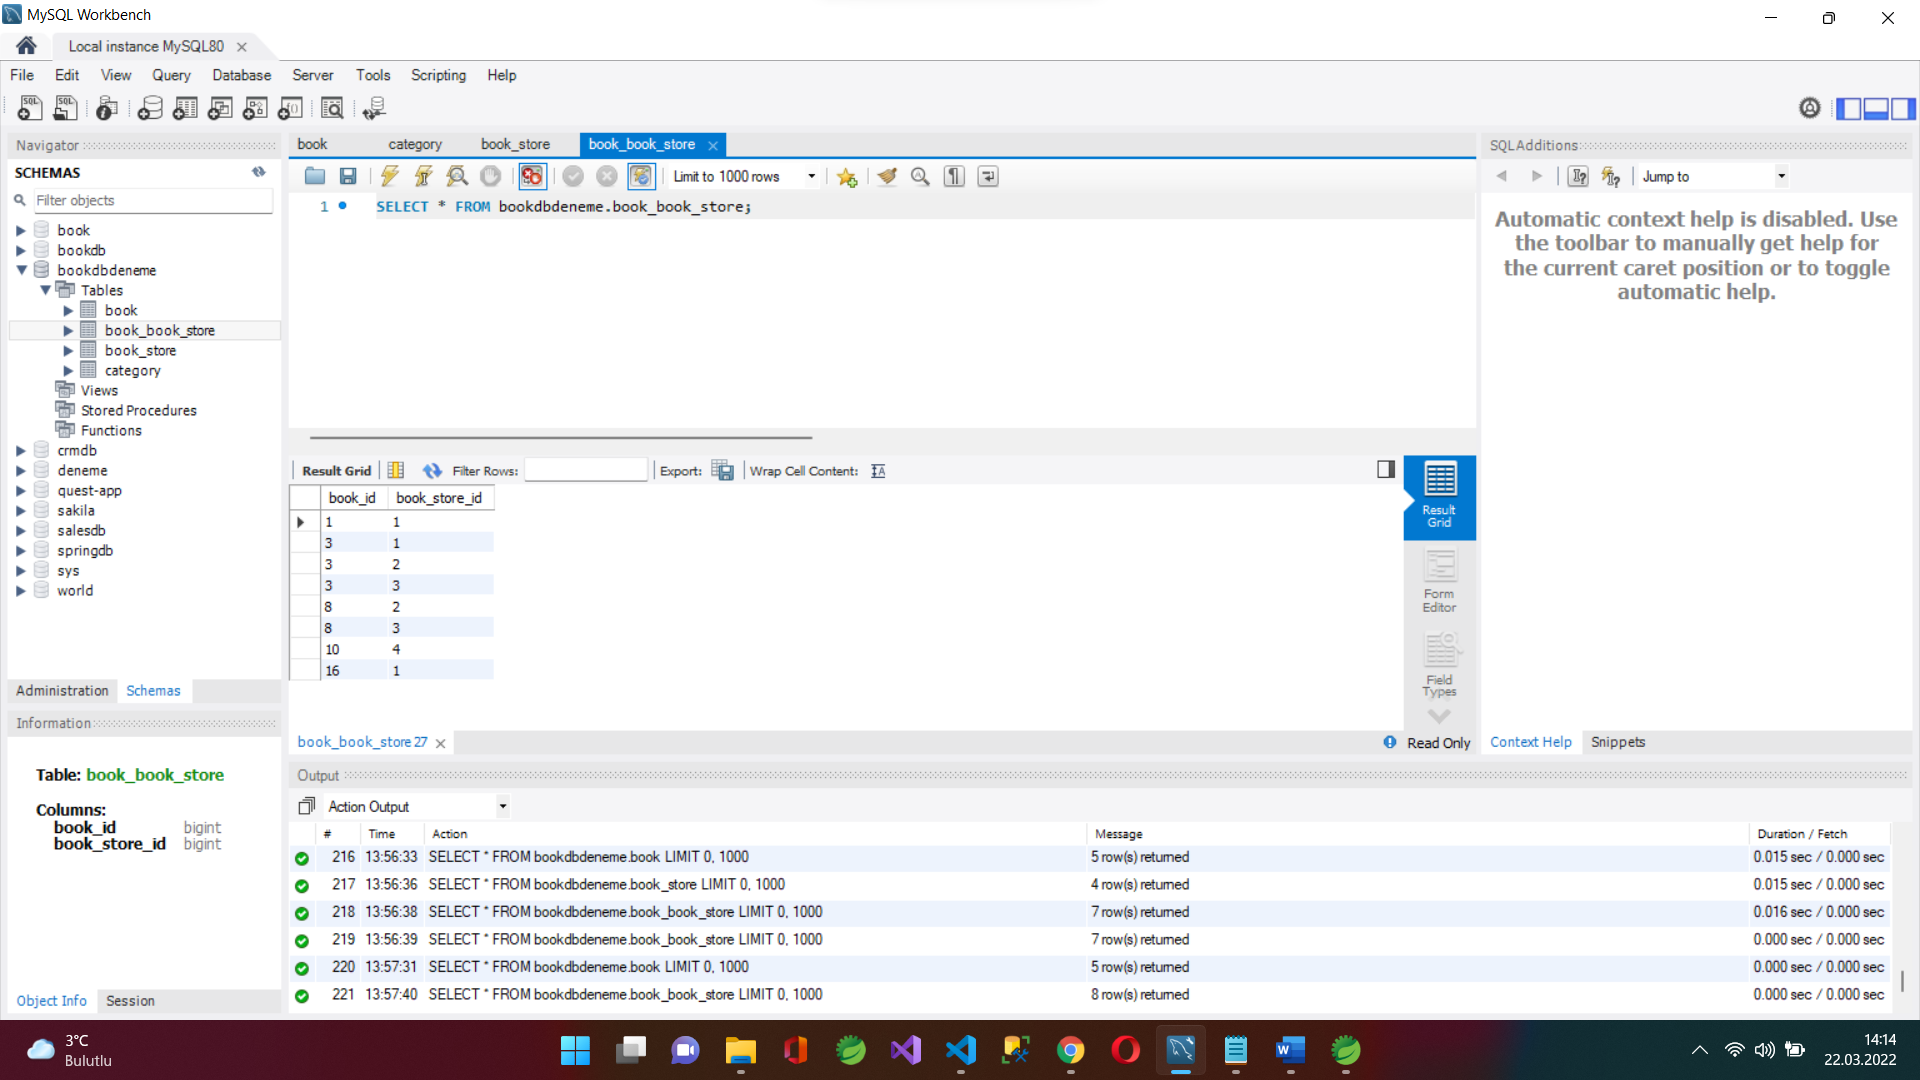 MySQL Workbench
Local instance MySQL80
File Edit View Query Database Server Tools Scripting Help
Navigator
SCHEMAS
Filter objects
book
bookdb
bookdbdeneme
Tables
book
book_book_store
book_store
category
Views
Stored Procedures
Functions
crmdb
deneme
quest-app
sakila
salesdb
springdb
sys
world
Administration Schemas
Information
Table: book_book_store
Columns:
book_id bigint
book_store_id bigint
Object Info Session
book category book_store book_book_store
Limit to 1000 rows
1 SELECT * FROM bookdbdeneme.book_book_store;
Result Grid Filter Rows: Export: Wrap Cell Content:
book_id book_store_id
1 1
3 1
3 2
3 3
8 2
8 3
10 4
16 1
Result
Grid
Form
Editor
Field
Types
book_book_store 27 Read Only
SQLAdditions
Jump to
Automatic context help is disabled. Use
the toolbar to manually get help for
the current caret position or to toggle
automatic help.
Context Help Snippets
Output
Action Output
# Time Action Message Duration / Fetch
216 13:56:33 SELECT * FROM bookdbdeneme.book LIMIT 0, 1000 5 row(s) returned 0.015 sec / 0.000 sec
217 13:56:36 SELECT * FROM bookdbdeneme.book_store LIMIT 0, 1000 4 row(s) returned 0.015 sec / 0.000 sec
218 13:56:38 SELECT * FROM bookdbdeneme.book_book_store LIMIT 0, 1000 7 row(s) returned 0.016 sec / 0.000 sec
219 13:56:39 SELECT * FROM bookdbdeneme.book_book_store LIMIT 0, 1000 7 row(s) returned 0.000 sec / 0.000 sec
220 13:57:31 SELECT * FROM bookdbdeneme.book LIMIT 0, 1000 5 row(s) returned 0.000 sec / 0.000 sec
221 13:57:40 SELECT * FROM bookdbdeneme.book_book_store LIMIT 0, 1000 8 row(s) returned 0.000 sec / 0.000 sec
3°C
Bulutlu
14:14
22.03.2022